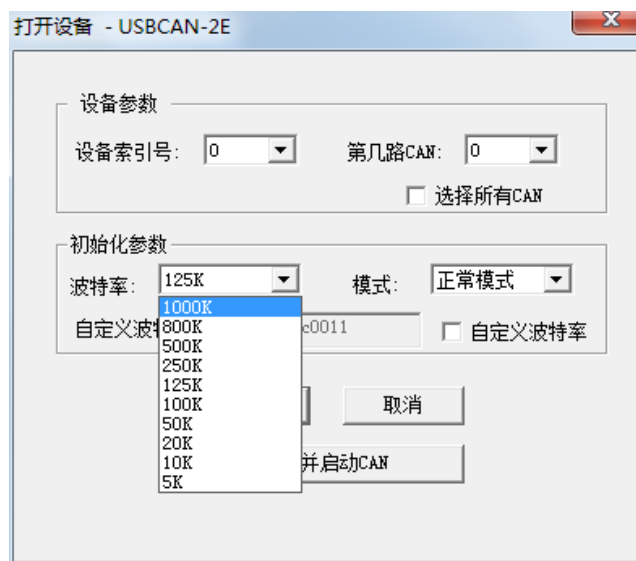 打开设备 - USBCAN-2E
设备参数
设备索引号: 0 第几路CAN: 0
选择所有CAN
初始化参数
波特率: 125K 模式: 正常模式
1000K
自定义波 c0011 自定义波特率
800K
500K
250K
125K
100K
50K
取消
20K
10K
并启动CAN
5K